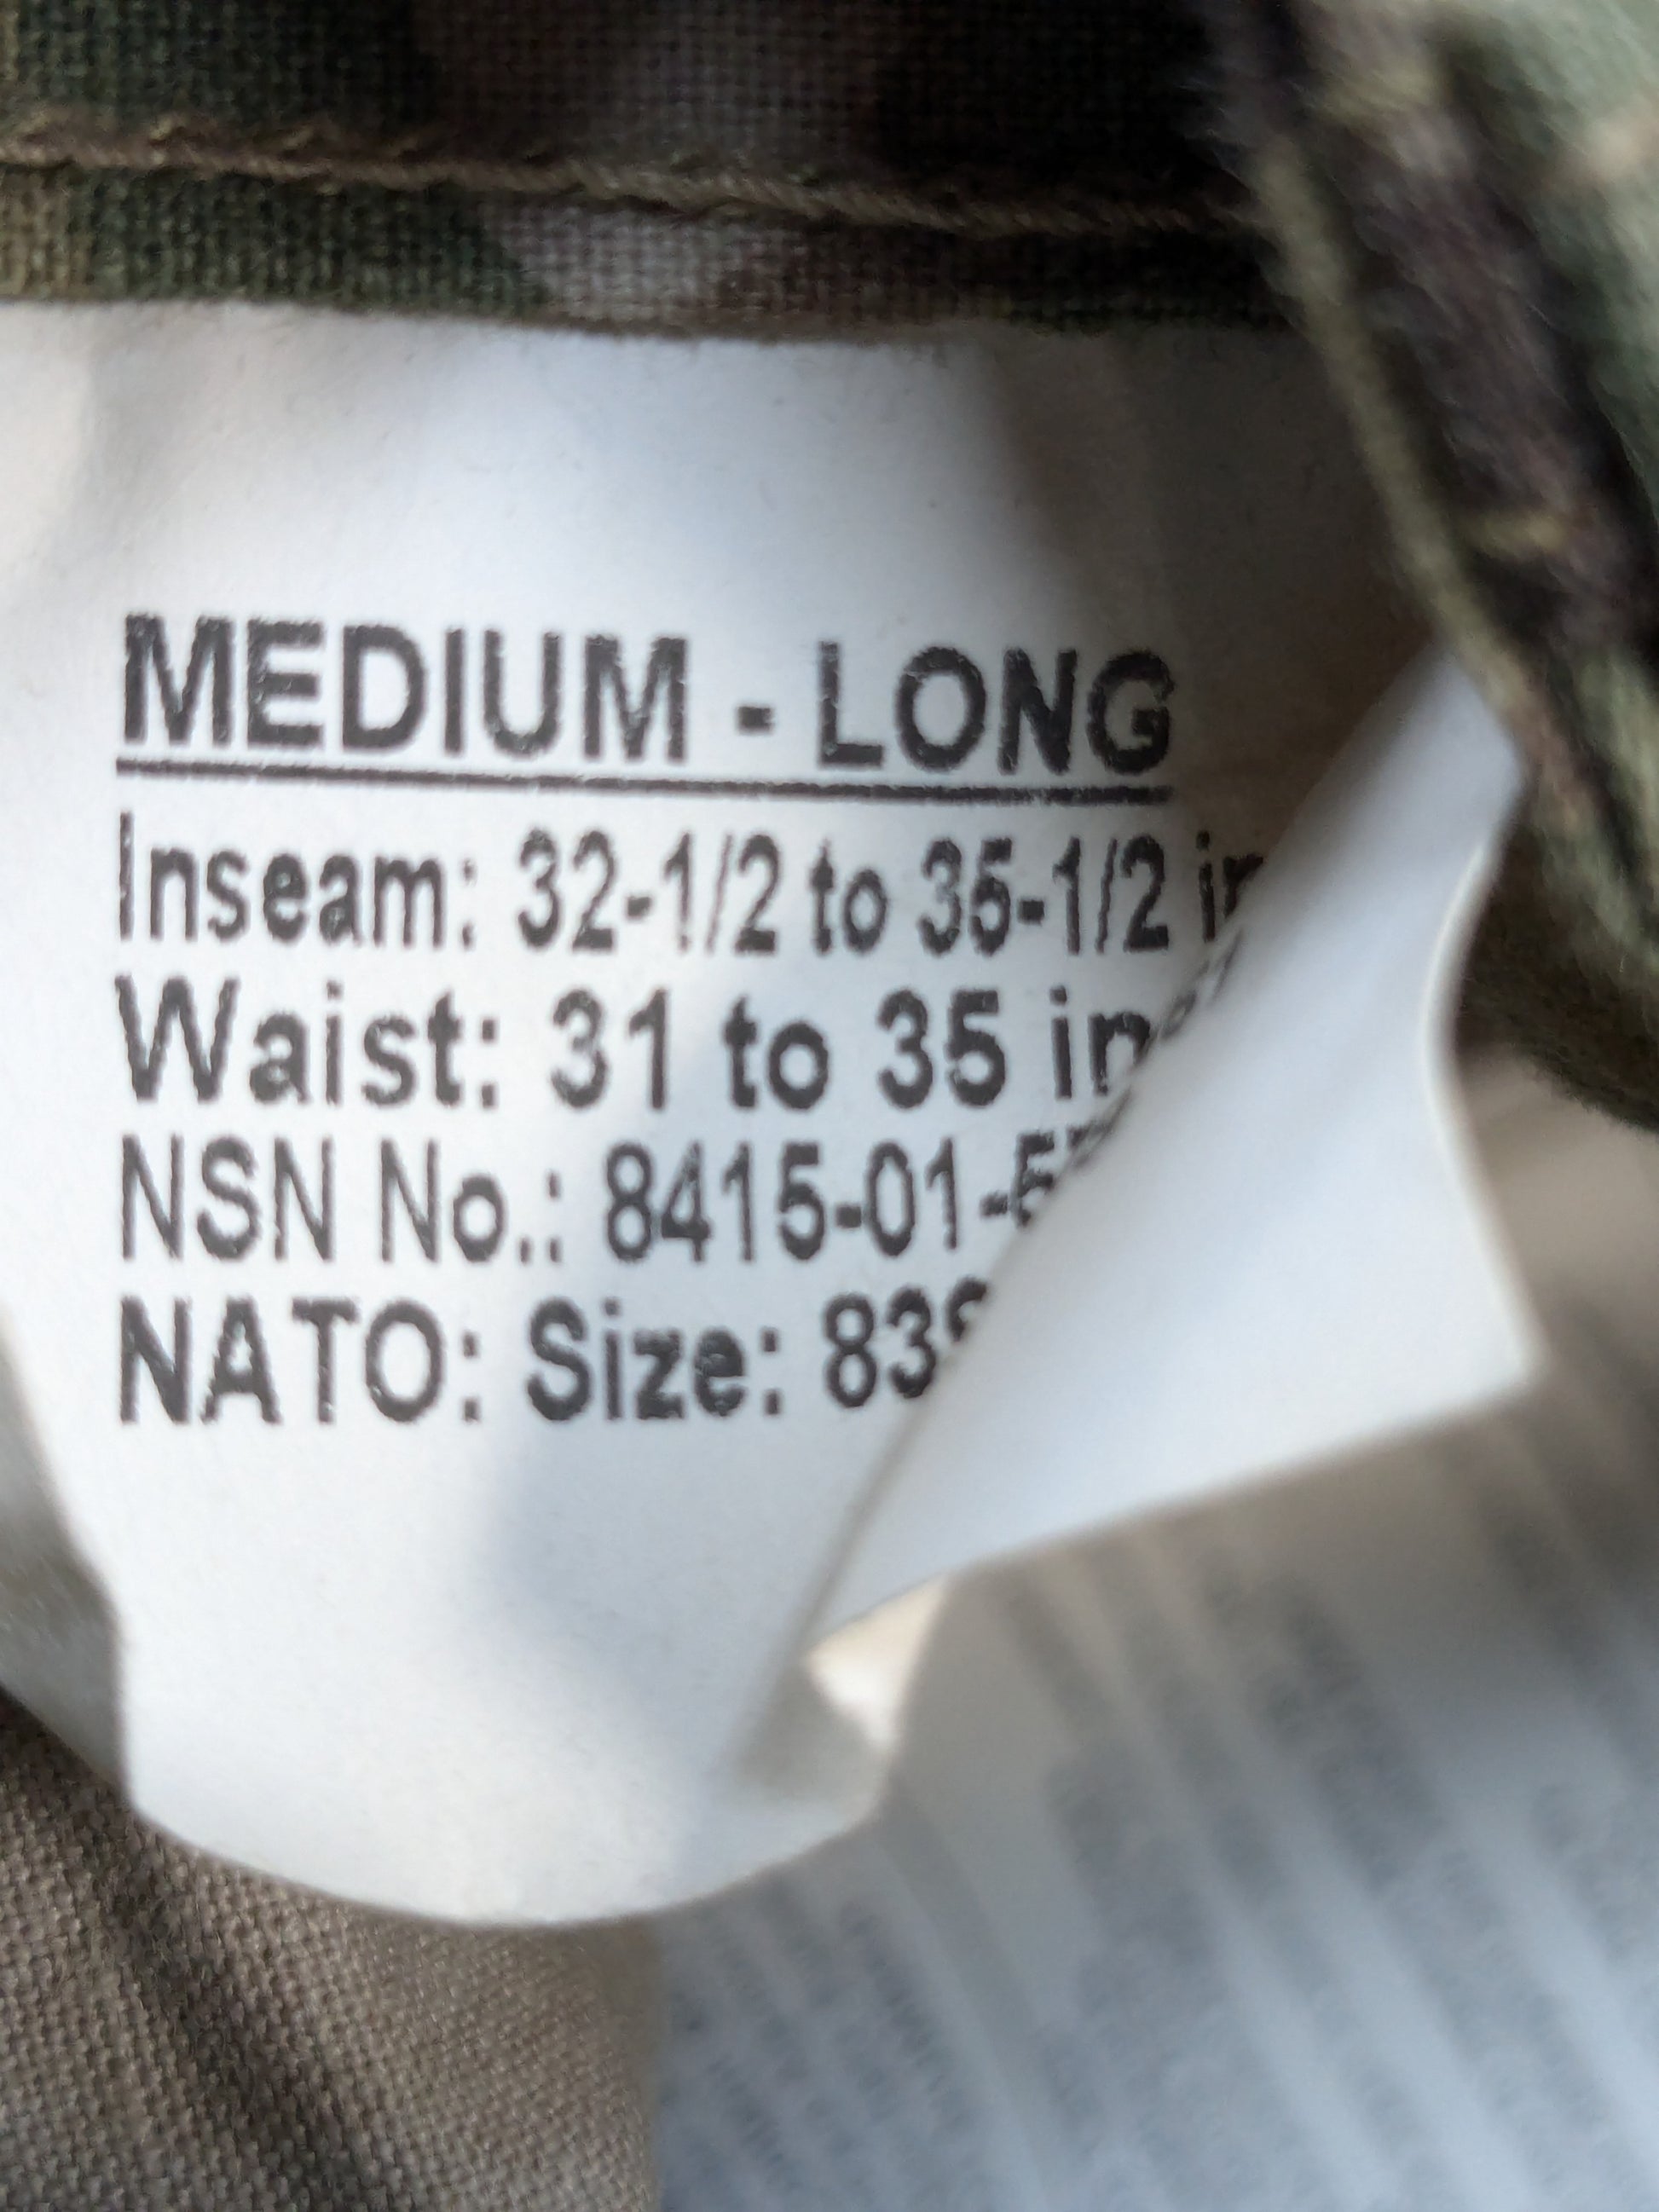 MEDIUM - LONG
Inseam: 32-1/2 to 35-1/2
Waist: 31 to 35
NSN No.: 8415-01-
NATO: Size: